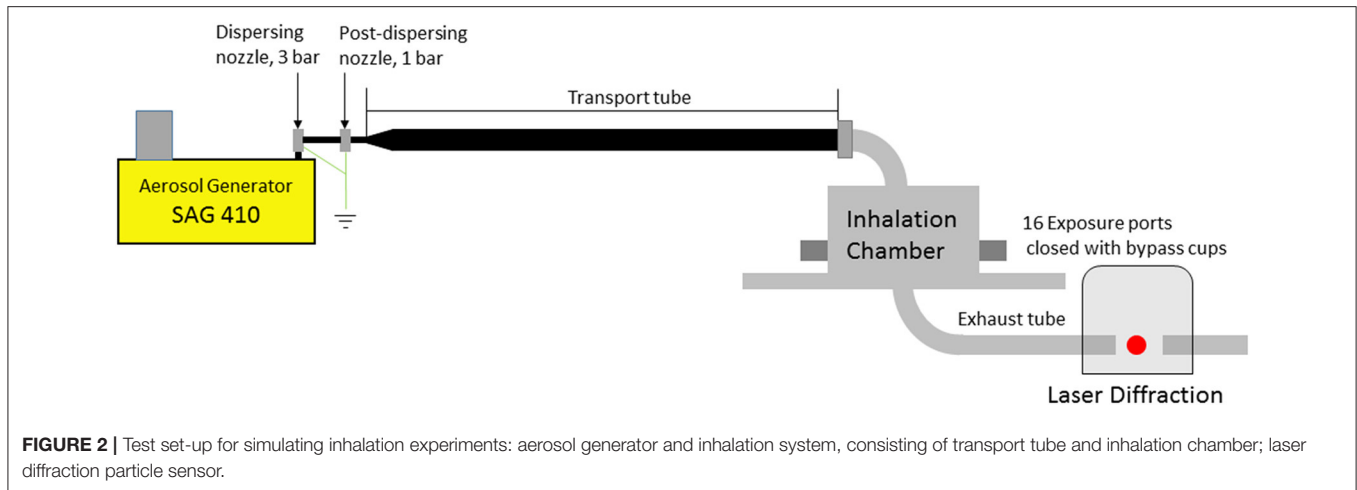 Dispersing
nozzle, 3 bar
Post-dispersing
nozzle, 1 bar
Transport tube
Aerosol Generator
SAG 410
Inhalation
Chamber
16 Exposure ports
closed with bypass cups
Exhaust tube
Laser Diffraction
FIGURE 2 | Test set-up for simulating inhalation experiments: aerosol generator and inhalation system, consisting of transport tube and inhalation chamber; laser
diffraction particle sensor.